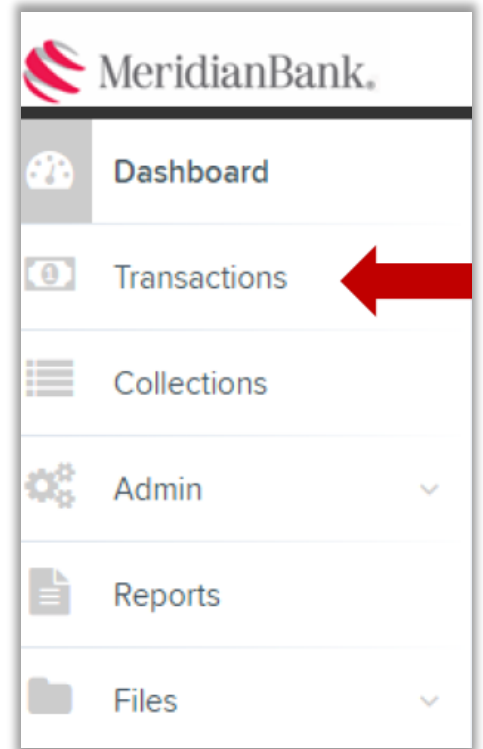 MeridianBank.
Dashboard
Transactions
Collections
Admin
Reports
Files